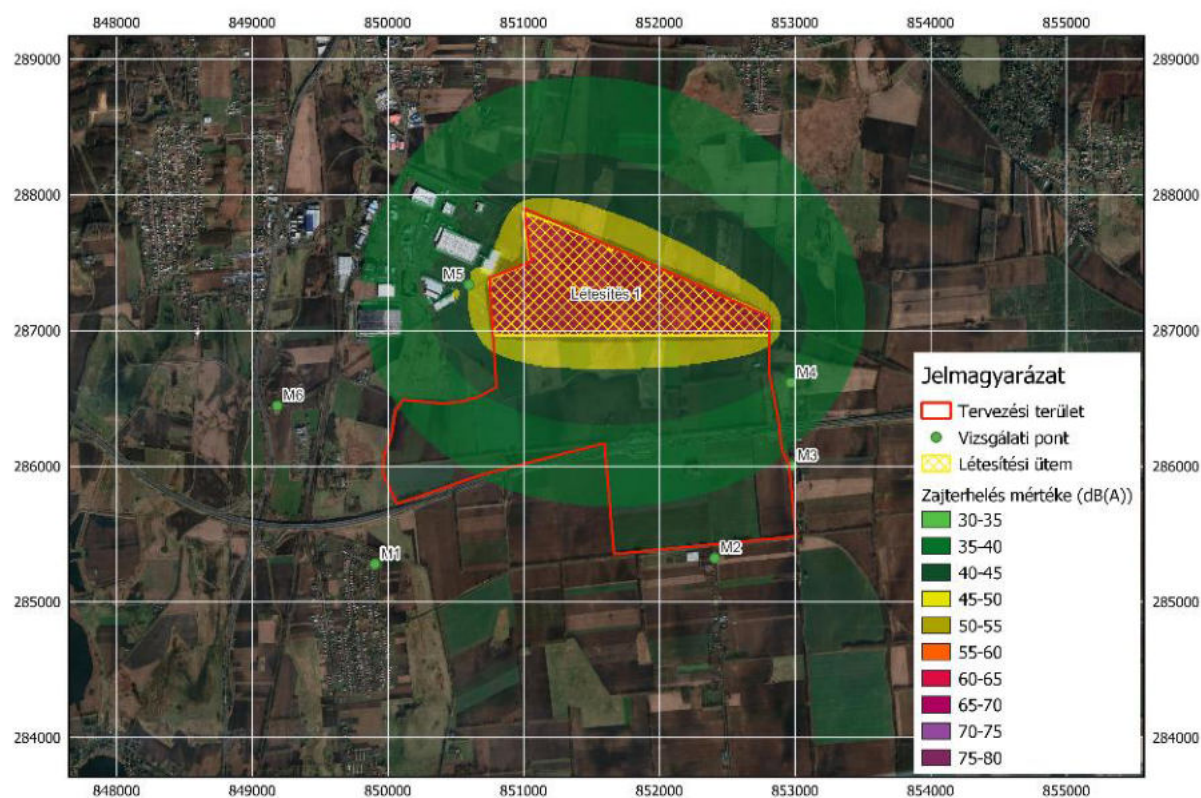 848000 849000 850000 851000 852000 853000 854000 855000
289000 289000
288000 288000
M5
Létesítés 1
287000 287000
M4
M6
286000 M3 286000
M1 M2
285000 285000
284000 284000
848000 849000 850000 851000 852000 853000 854000 855000
Jelmagyarázat
Tervezési terület
Vizsgálati pont
Létesítési ütem
Zajterhelés mértéke (dB(A))
30-35
35-40
40-45
45-50
50-55
55-60
60-65
65-70
70-75
75-80